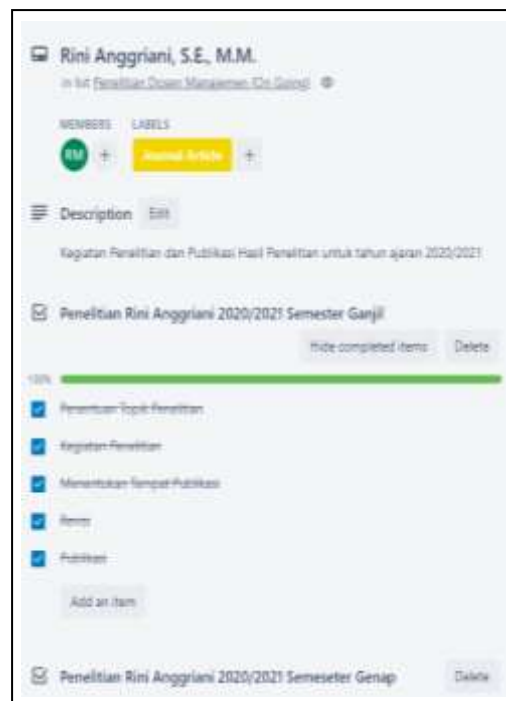 Rini Anggriani, S.E., M.M.
in list Penelitian Dosen Manajemen (On Going)
MEMBERS LABELS
RM + Journal Article +
Description Edit
Kegiatan Penelitian dan Publikasi Hasil Penelitian untuk tahun ajaran 2020/2021
Penelitian Rini Anggriani 2020/2021 Semester Ganjil
Hide completed items Delete
100%
Penentuan Topik Penelitian
Kegiatan Penelitian
Menentukan Tempat Publikasi
Revisi
Publikasi
Add an item
Penelitian Rini Anggriani 2020/2021 Semeseter Genap Delete